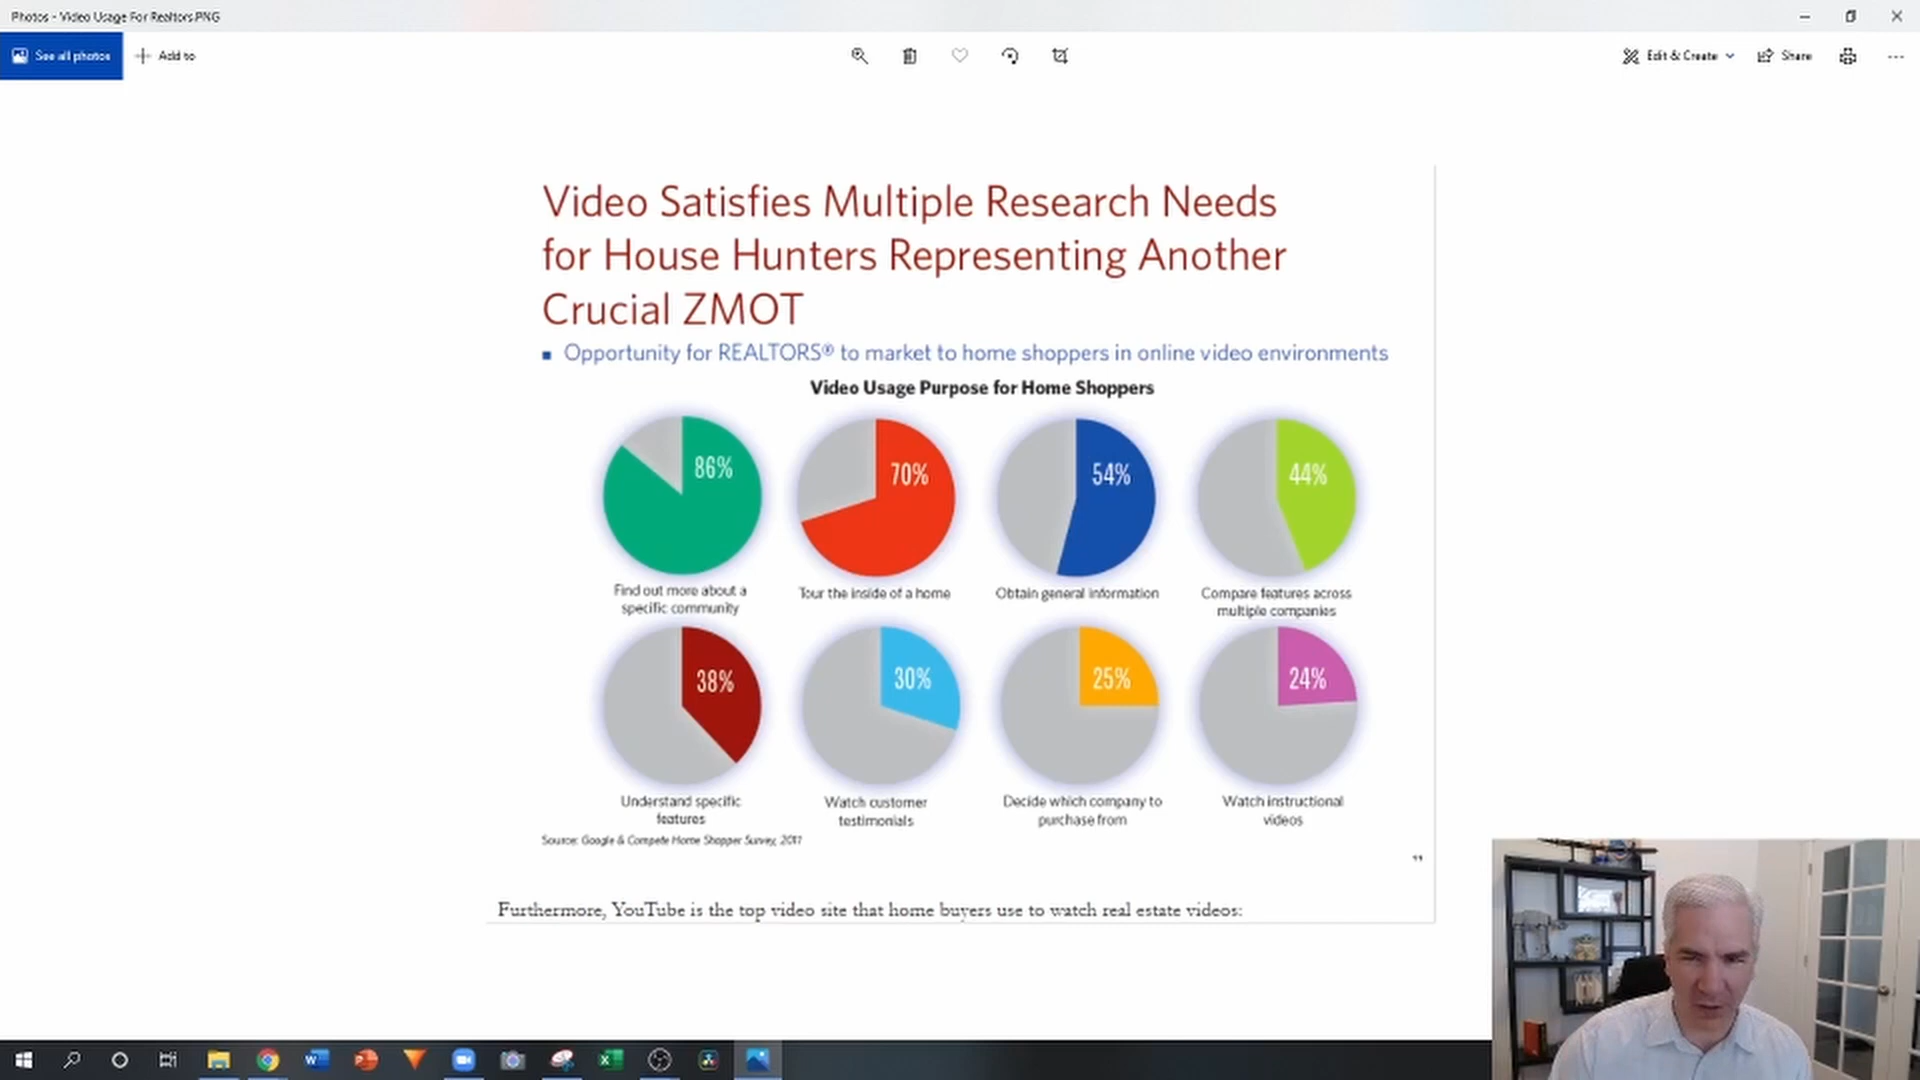 Photos - Video Usage For Realtors.PNG
See all photos
Add to
Edit & Create
Share
Video Satisfies Multiple Research Needs
for House Hunters Representing Another
Crucial ZMOT
Opportunity for REALTORS® to market to home shoppers in online video environments
Video Usage Purpose for Home Shoppers
86%
70%
54%
44%
Find out more about a
specific community
Tour the inside of a home
Obtain general information
Compare features across
multiple companies
38%
30%
25%
24%
Understand specific
features
Watch customer
testimonials
Decide which company to
purchase from
Watch instructional
videos
Source: Google & Compete Home Shopper Survey, 2011
Furthermore, YouTube is the top video site that home buyers use to watch real estate videos: